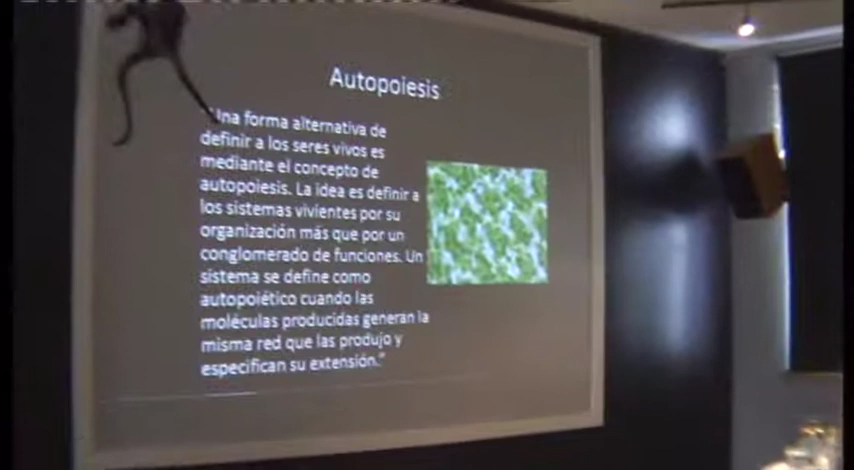 Autopoiesis
Una forma alternativa de
definir a los seres vivos es
mediante el concepto de
autopoiesis. La idea es definir a
los sistemas vivientes por su
organización más que por un
conglomerado de funciones. Un
sistema se define como
autopoiético cuando las
moléculas producidas generan la
misma red que las produjo y
especifican su extensión.”